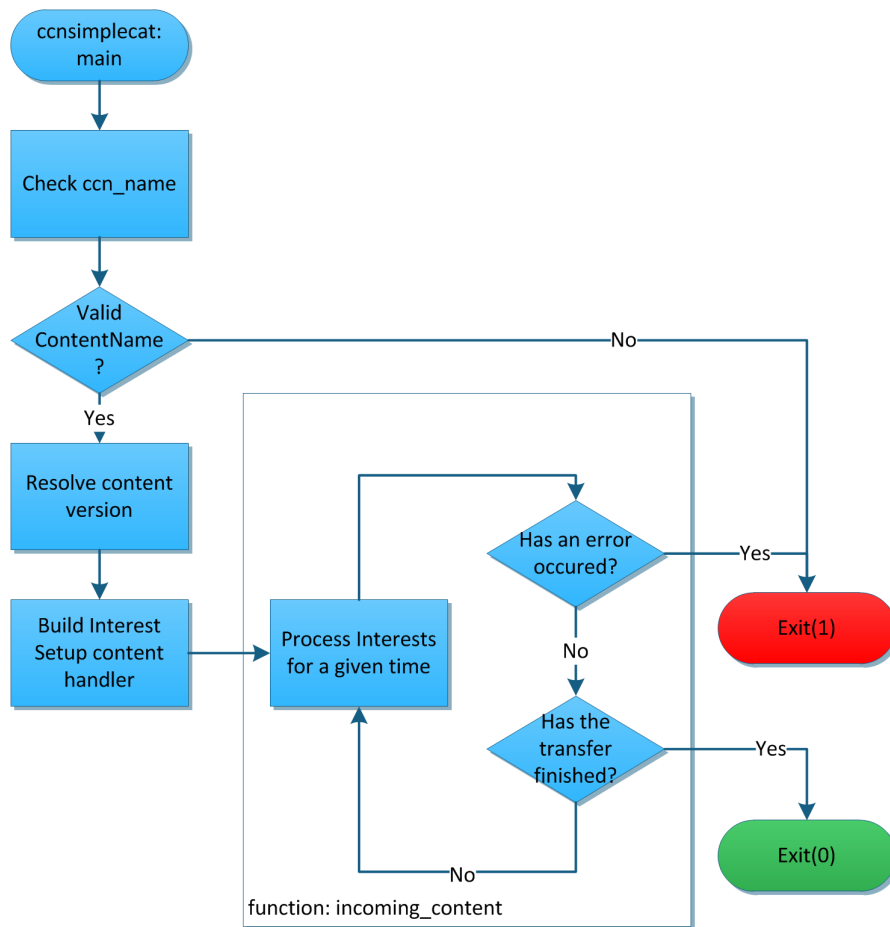 ccnsimplecat:
main
Check ccn_name
Valid
ContentName
?
No
Yes
Resolve content
version
Has an error
occured?
Yes
Build Interest
Setup content
handler
Process Interests
for a given time
Exit(1)
No
Has the
transfer
finished?
Yes
Exit(0)
No
function: incoming_content